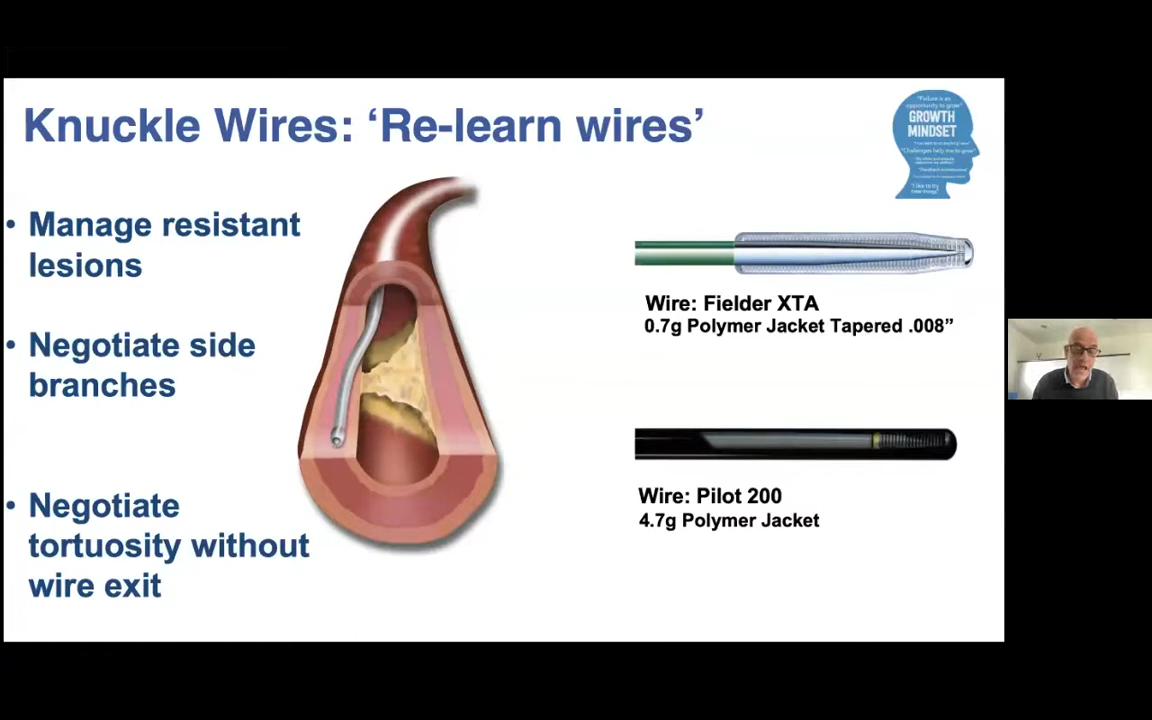 Knuckle Wires: ‘Re-learn wires’
GROWTH
MINDSET
• Manage resistant
lesions
• Negotiate side
branches
• Negotiate
tortuosity without
wire exit
Wire: Fielder XTA
0.7g Polymer Jacket Tapered .008”
Wire: Pilot 200
4.7g Polymer Jacket